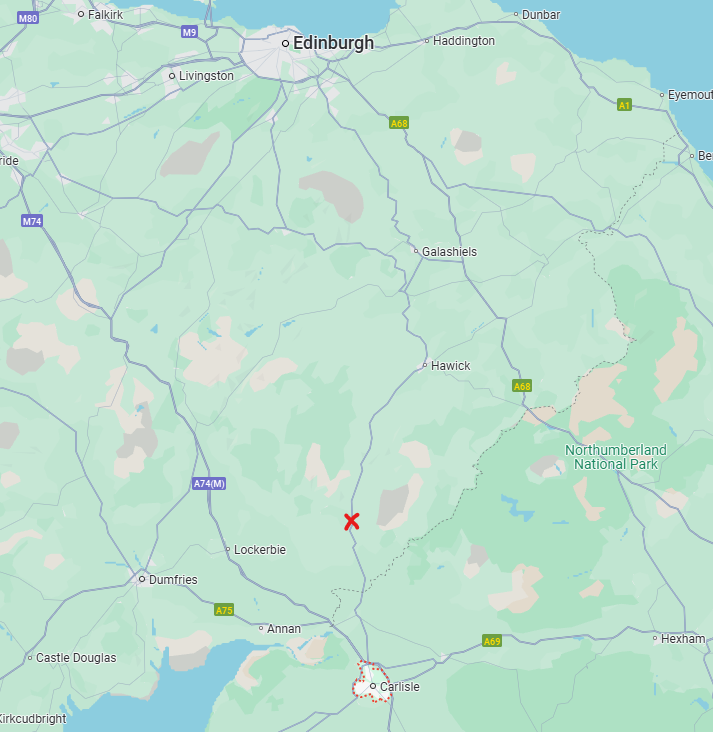 M80
Falkirk
Dunbar
M9
Edinburgh
Haddington
Livingston
Eyemout
A1
A68
ride
Be
M74
Galashiels
Hawick
A68
Northumberland
National Park
A74(M)
Lockerbie
Dumfries
A75
Annan
A69
Hexham
Castle Douglas
Carlisle
Kirkcudbright